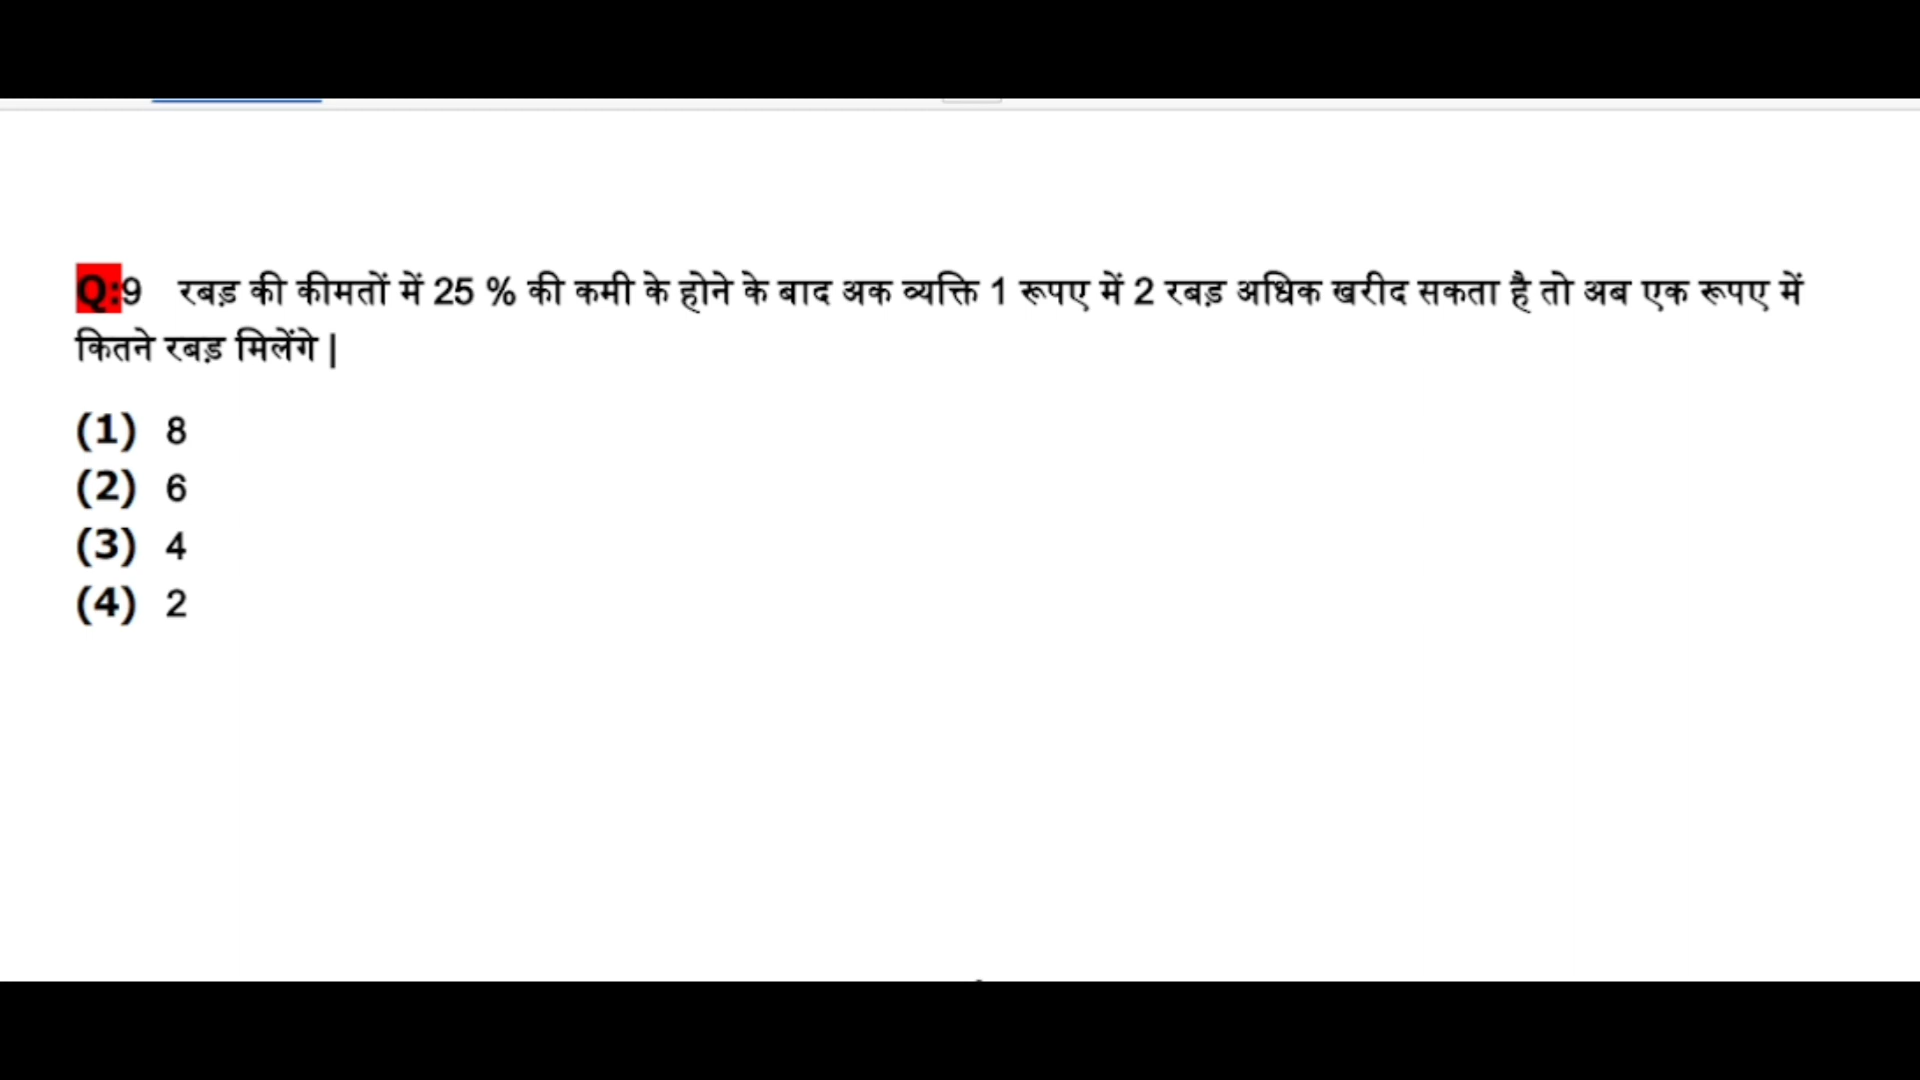 Q:9 रबड़ की कीमतों में 25 % की कमी के होने के बाद अक व्यक्ति 1 रूपए में 2 रबड़ अधिक खरीद सकता है तो अब एक रूपए में
कितने रबड़ मिलेंगे |
(1) 8
(2) 6
(3) 4
(4) 2